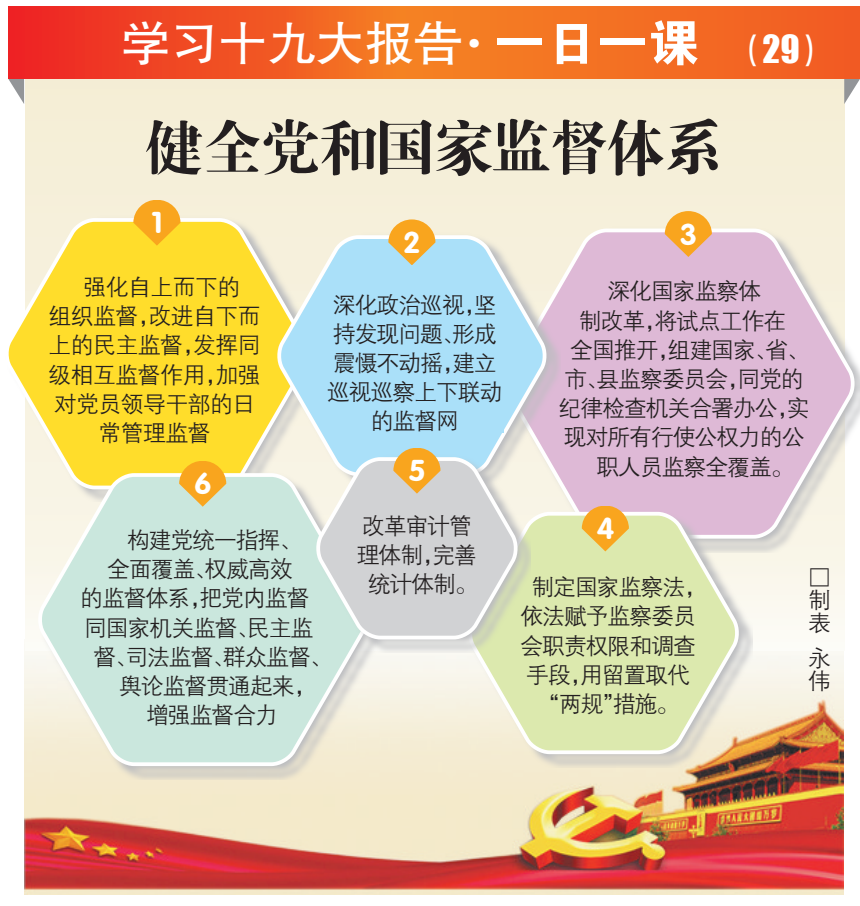 学习十九大报告·一日一课 (29)
健全党和国家监督体系
1
强化自上而下的
组织监督,改进自下而
上的民主监督,发挥同
级相互监督作用,加强
对党员领导干部的日
常管理监督
2
深化政治巡视,坚
持发现问题、形成
震慑不动摇,建立
巡视巡察上下联动
的监督网
3
深化国家监察体
制改革,将试点工作在
全国推开,组建国家、省、
市、县监察委员会,同党的
纪律检查机关合署办公,实
现对所有行使公权力的公
职人员监察全覆盖。
4
制定国家监察法,
依法赋予监察委员
会职责权限和调查
手段,用留置取代
“两规”措施。
5
改革审计管
理体制,完善
统计体制。
6
构建党统一指挥、
全面覆盖、权威高效
的监督体系,把党内监督
同国家机关监督、民主监
督、司法监督、群众监督、
舆论监督贯通起来,
增强监督合力
□制表 永伟